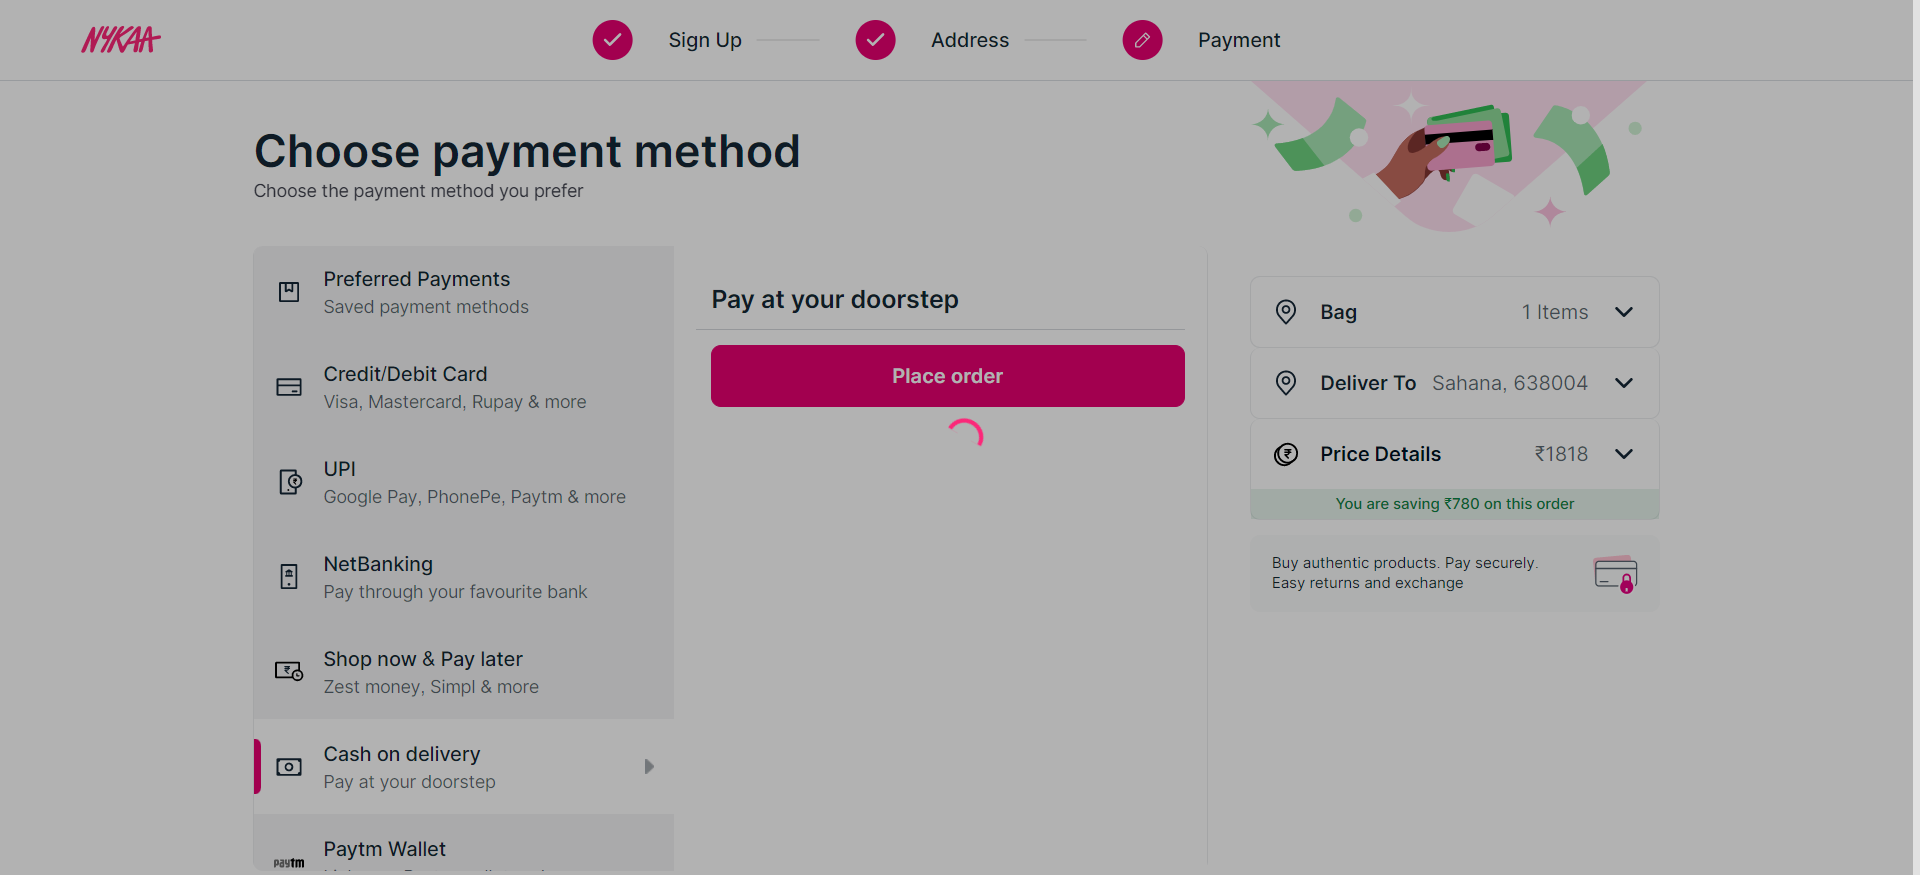 NYKAA
Sign Up
Address
Payment
Choose payment method
Choose the payment method you prefer
Preferred Payments
Saved payment methods
Credit/Debit Card
Visa, Mastercard, Rupay & more
UPI
Google Pay, PhonePe, Paytm & more
NetBanking
Pay through your favourite bank
Shop now & Pay later
Zest money, Simpl & more
Cash on delivery
Pay at your doorstep
paytm
Paytm Wallet
Pay at your doorstep
Place order
Bag 1 Items
Deliver To Sahana, 638004
Price Details ₹1818
You are saving ₹780 on this order
Buy authentic products. Pay securely.
Easy returns and exchange